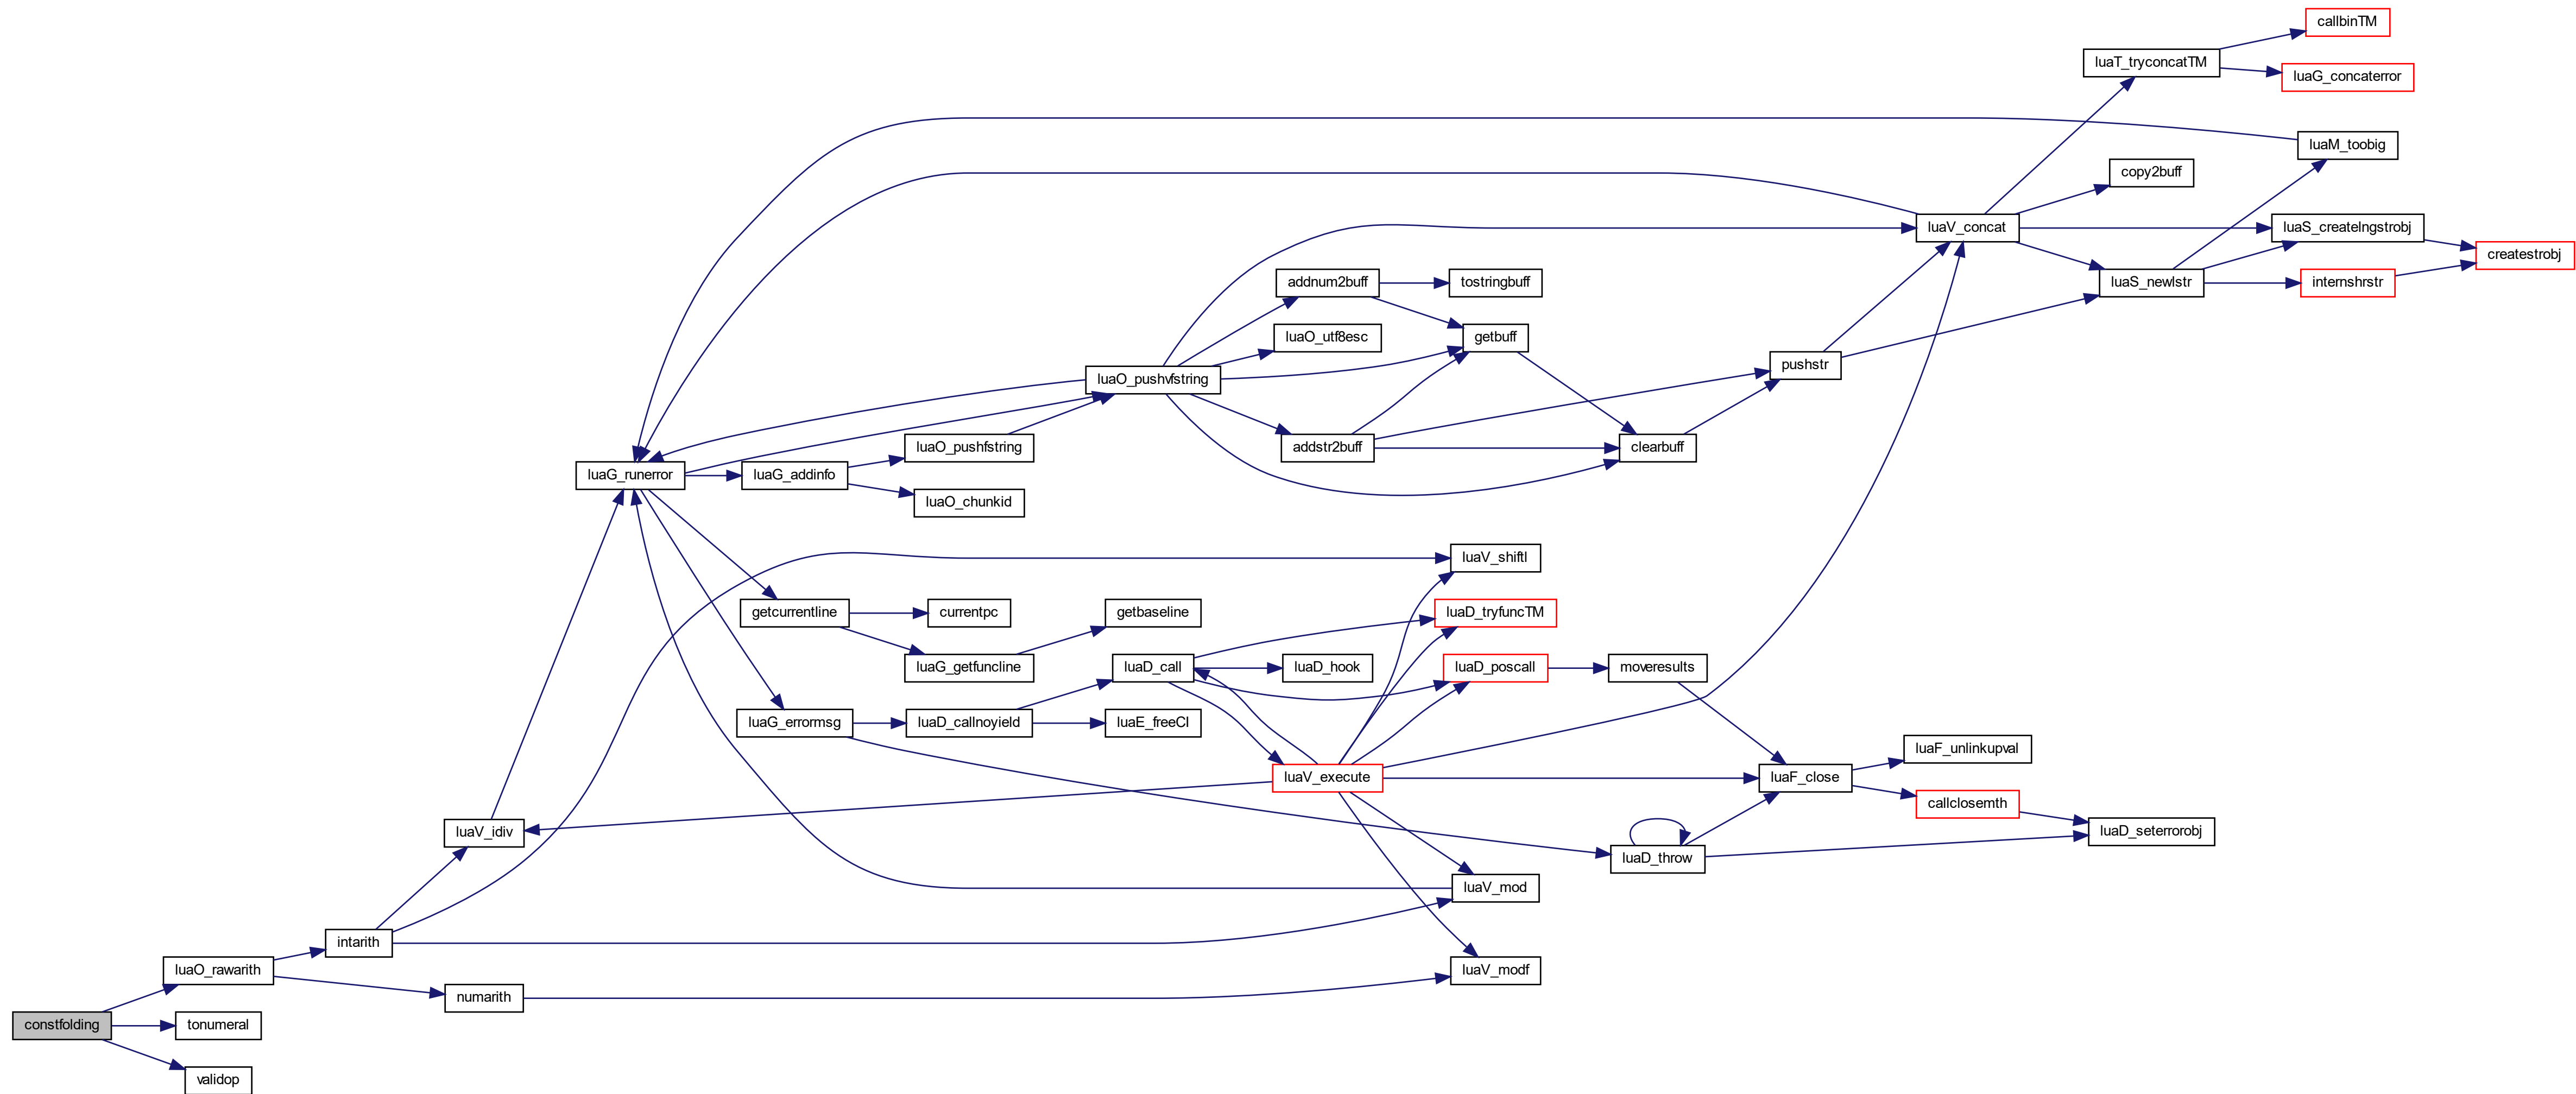 callbinTM
luaT_tryconcatTM
luaG_concaterror
luaM_toobig
copy2buff
luaV_concat
luaS_createlngstrobj
createstrobj
addnum2buff
tostringbuff
luaS_newlstr
internshrstr
luaO_utf8esc
getbuff
luaO_pushvfstring
pushstr
luaO_pushfstring
addstr2buff
clearbuff
luaG_runerror
luaG_addinfo
luaO_chunkid
luaV_shiftl
getcurrentline
currentpc
getbaseline
luaD_tryfuncTM
luaG_getfuncline
luaD_call
luaD_hook
luaD_poscall
moveresults
luaG_errormsg
luaD_callnoyield
luaE_freeCI
luaF_unlinkupval
luaV_execute
luaF_close
callclosemth
luaV_idiv
luaD_seterrorobj
luaD_throw
luaV_mod
intarith
luaO_rawarith
luaV_modf
numarith
constfolding
tonumeral
validop